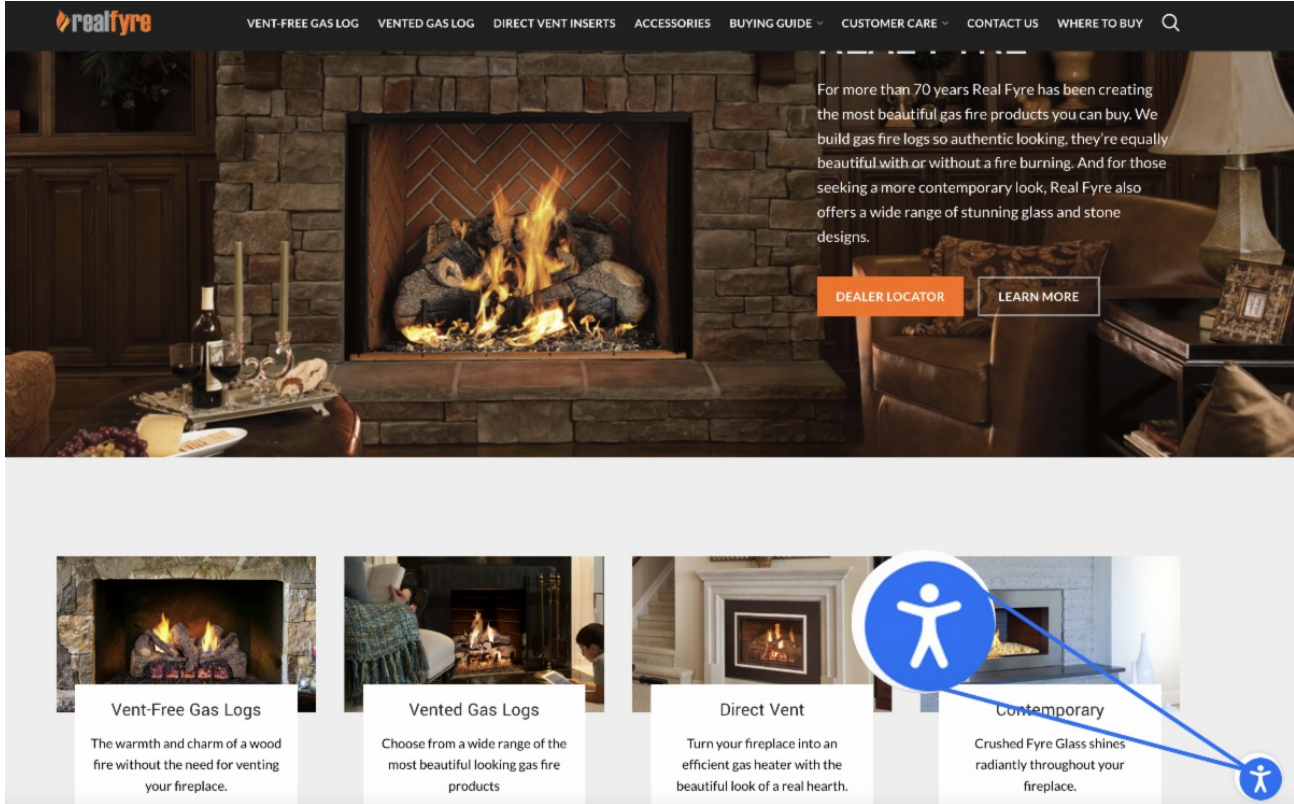 realfyre
VENT-FREE GAS LOG
VENTED GAS LOG
DIRECT VENT INSERTS
ACCESSORIES
BUYING GUIDE
CUSTOMER CARE
CONTACT US
WHERE TO BUY
For more than 70 years Real Fyre has been creating
the most beautiful gas fire products you can buy. We
build gas fire logs so authentic looking, they're equally
beautiful with or without a fire burning. And for those
seeking a more contemporary look, Real Fyre also
offers a wide range of stunning glass and stone
designs.
DEALER LOCATOR
LEARN MORE
Vent-Free Gas Logs
The warmth and charm of a wood
fire without the need for venting
your fireplace.
Vented Gas Logs
Choose from a wide range of the
most beautiful looking gas fire
products
Direct Vent
Turn your fireplace into an
efficient gas heater with the
beautiful look of a real hearth.
Contemporary
Crushed Fyre Glass shines
radiantly throughout your
fireplace.